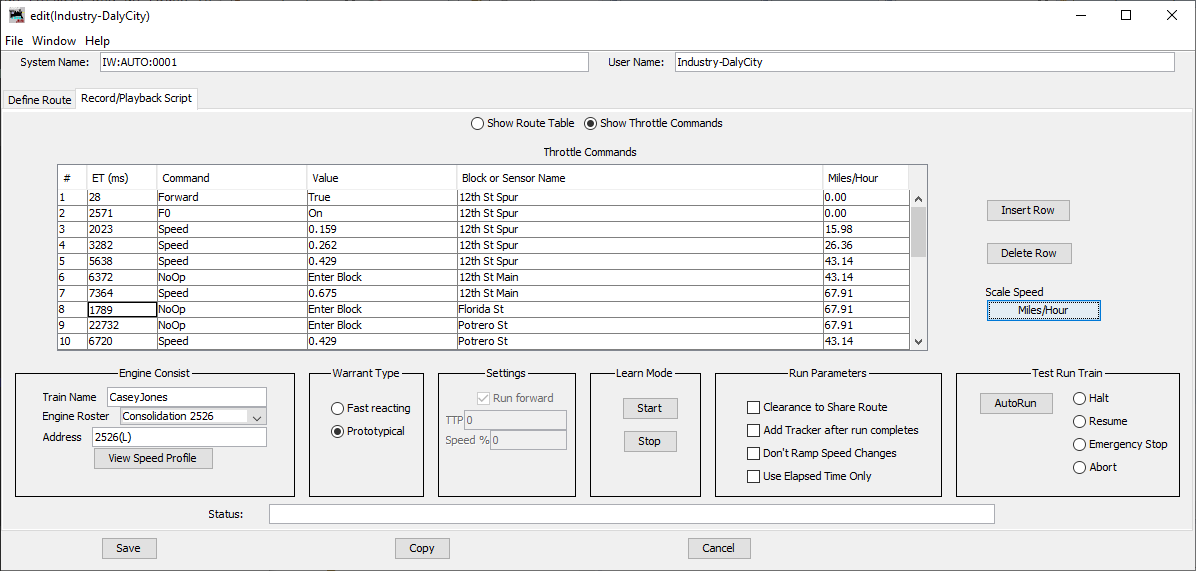 edit(Industry-DalyCity)
File Window Help
System Name: IW:AUTO:0001 User Name: Industry-DalyCity
Define Route Record/Playback Script
Show Route Table Show Throttle Commands
Throttle Commands
# ET (ms) Command Value Block or Sensor Name Miles/Hour
1 28 Forward True 12th St Spur 0.00
2 2571 F0 On 12th St Spur 0.00
3 2023 Speed 0.159 12th St Spur 15.98
4 3282 Speed 0.262 12th St Spur 26.36
5 5638 Speed 0.429 12th St Spur 43.14
6 6372 NoOp Enter Block 12th St Main 43.14
7 7364 Speed 0.675 12th St Main 67.91
8 1789 NoOp Enter Block Florida St 67.91
9 22732 NoOp Enter Block Potrero St 67.91
10 6720 Speed 0.429 Potrero St 43.14
Insert Row
Delete Row
Scale Speed
Miles/Hour
Engine Consist
Train Name CaseyJones
Engine Roster Consolidation 2526
Address 2526(L)
View Speed Profile
Warrant Type
Fast reacting
Prototypical
Settings
Run forward
TTP 0
Speed % 0
Learn Mode
Start
Stop
Run Parameters
Clearance to Share Route
Add Tracker after run completes
Don't Ramp Speed Changes
Use Elapsed Time Only
Test Run Train
AutoRun
Halt
Resume
Emergency Stop
Abort
Status:
Save Copy Cancel